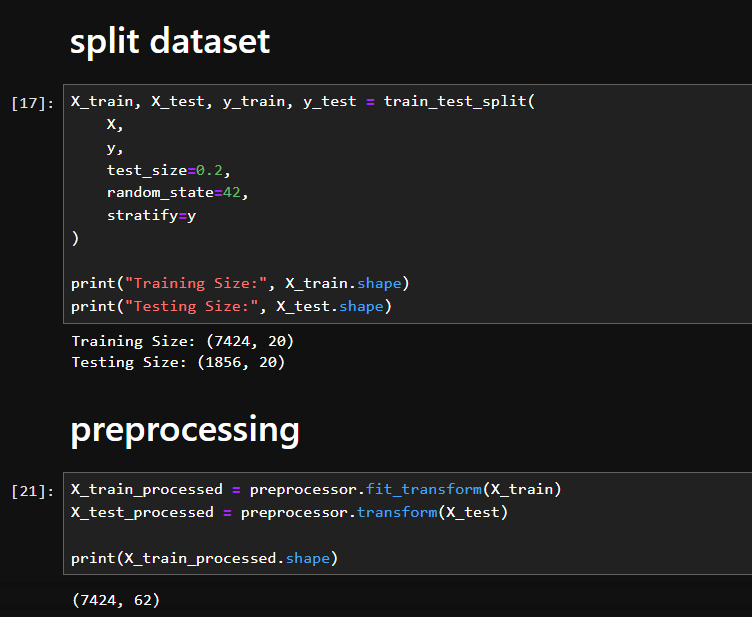 split dataset
[17]:
X_train, X_test, y_train, y_test = train_test_split(
    X,
    y,
    test_size=0.2,
    random_state=42,
    stratify=y
)

print("Training Size:", X_train.shape)
print("Testing Size:", X_test.shape)
Training Size: (7424, 20)
Testing Size: (1856, 20)
preprocessing
[21]:
X_train_processed = preprocessor.fit_transform(X_train)
X_test_processed = preprocessor.transform(X_test)

print(X_train_processed.shape)
(7424, 62)